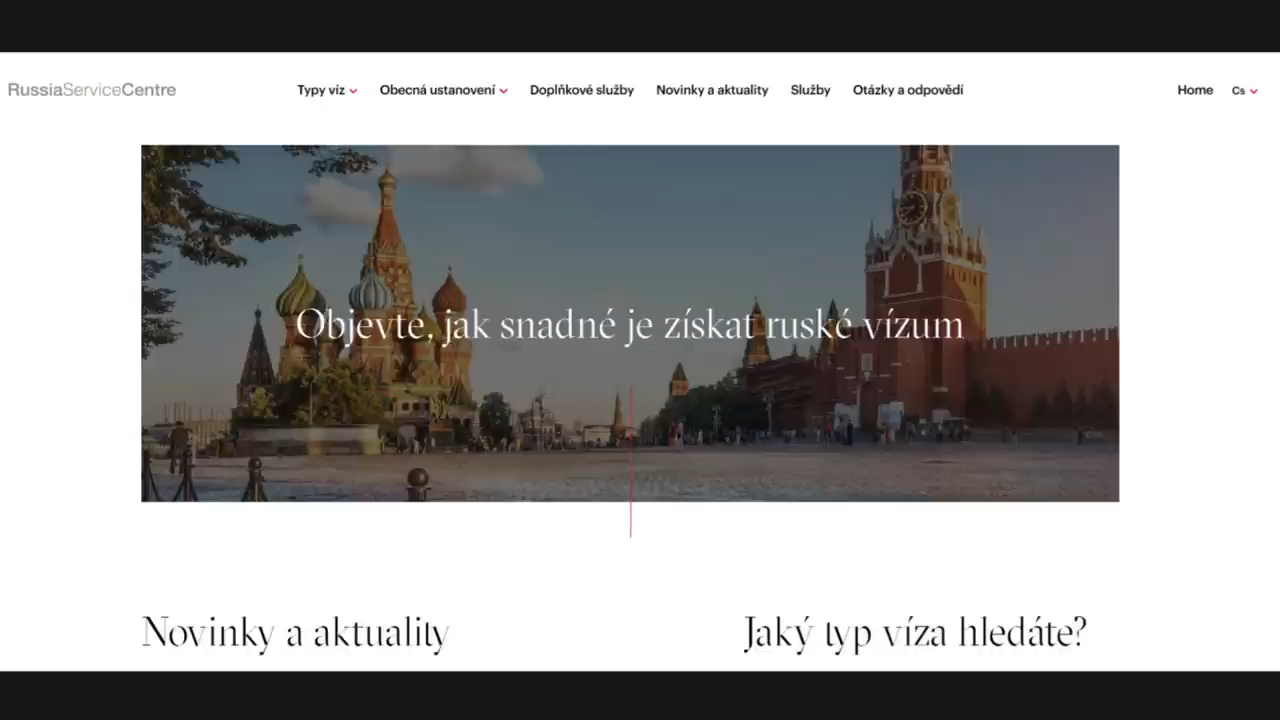 RussiaServiceCentre
Typy víz Obecná ustanovení Doplňkové služby Novinky a aktuality Služby Otázky a odpovědí Home Cs
Objevte, jak snadné je získat ruské vízum
Novinky a aktuality
Jaký typ víza hledáte?